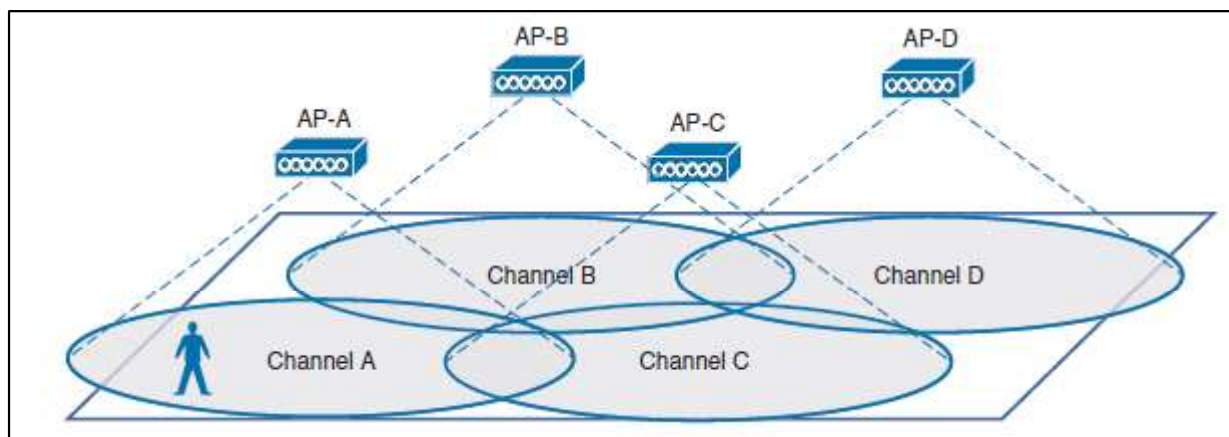 AP-B
AP-D
AP-A
AP-C
Channel B
Channel D
Channel A
Channel C